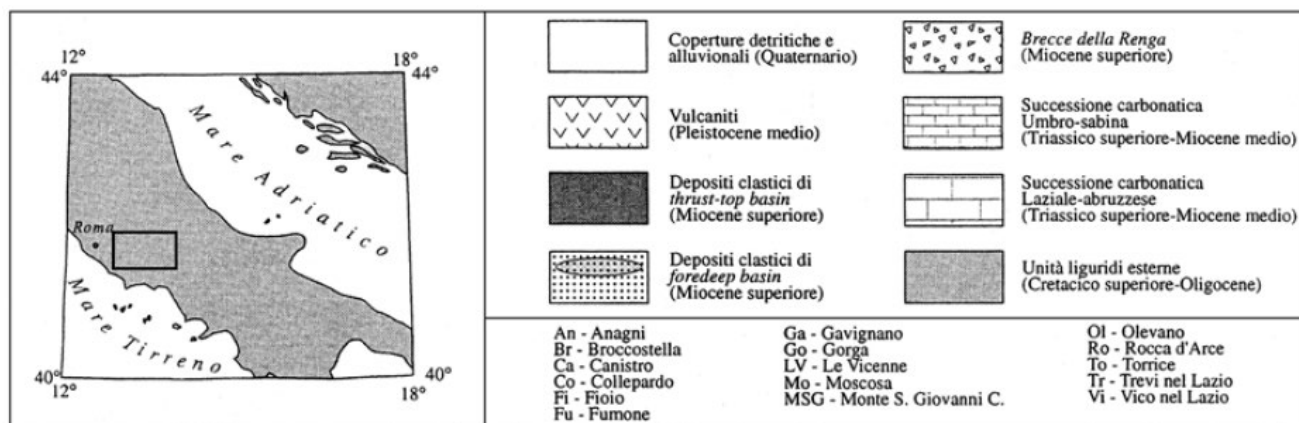 12°
18°
44°
44°
Mare Adriatico
Roma
Mare Tirreno
40°
40°
12°
18°
Coperture detritiche e
alluvionali (Quaternario)
Vulcaniti
(Pleistocene medio)
Depositi clastici di
thrust-top basin
(Miocene superiore)
Depositi clastici di
foredeep basin
(Miocene superiore)
Brecce della Renga
(Miocene superiore)
Successione carbonatica
Umbro-sabina
(Triassico superiore-Miocene medio)
Successione carbonatica
Laziale-abruzzese
(Triassico superiore-Miocene medio)
Unità liguridi esterne
(Cretacico superiore-Oligocene)
An - Anagni
Br - Broccostella
Ca - Canistro
Co - Collepardo
Fi - Fioio
Fu - Fumone
Ga - Gavignano
Go - Gorga
LV - Le Vicenne
Mo - Moscosa
MSG - Monte S. Giovanni C.
Ol - Olevano
Ro - Rocca d'Arce
To - Torrice
Tr - Trevi nel Lazio
Vi - Vico nel Lazio